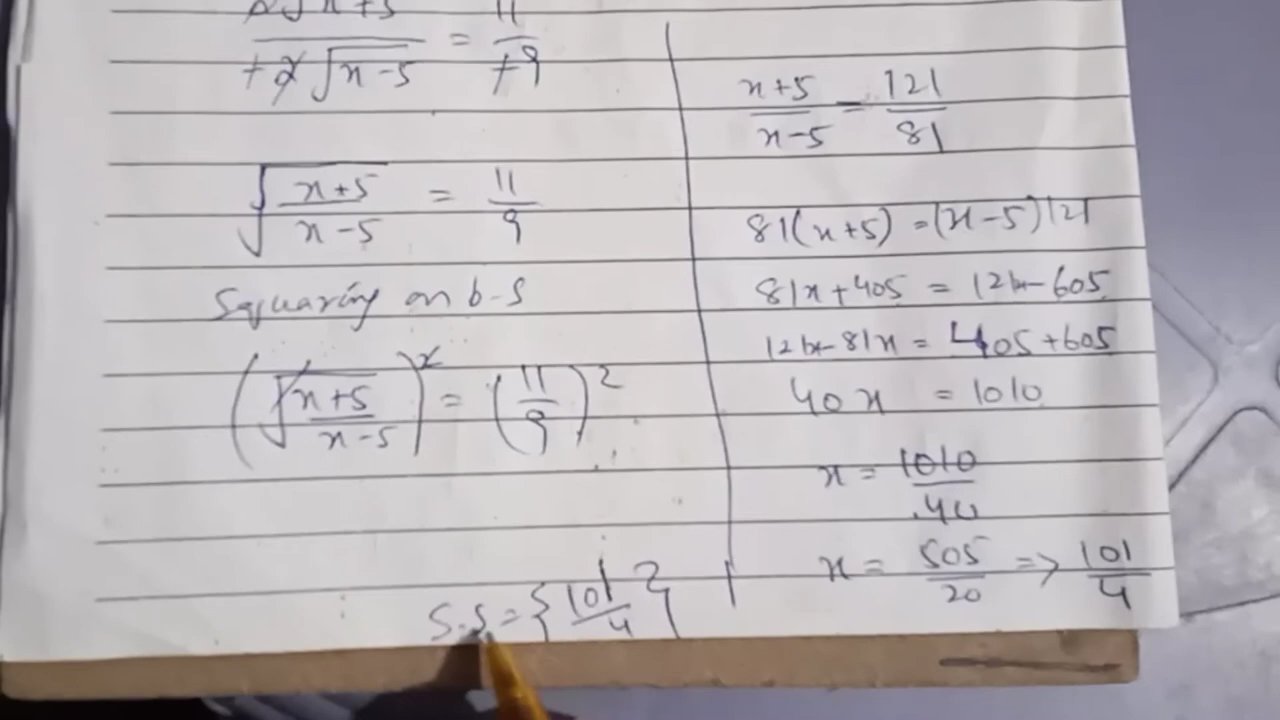 2√x+5 / +2√x-5 = 11 / +9
√(x+5 / x-5) = 11 / 9
Squaring on b-S
(√(x+5 / x-5))² = (11 / 9)²
S.S = {101/4}
x+5 / x-5 = 121 / 81
81(x+5) = (x-5)121
81x+405 = 121x-605
121x-81x = 405+605
40x = 1010
x = 1010 / 40
x = 505 / 20 => 101 / 4